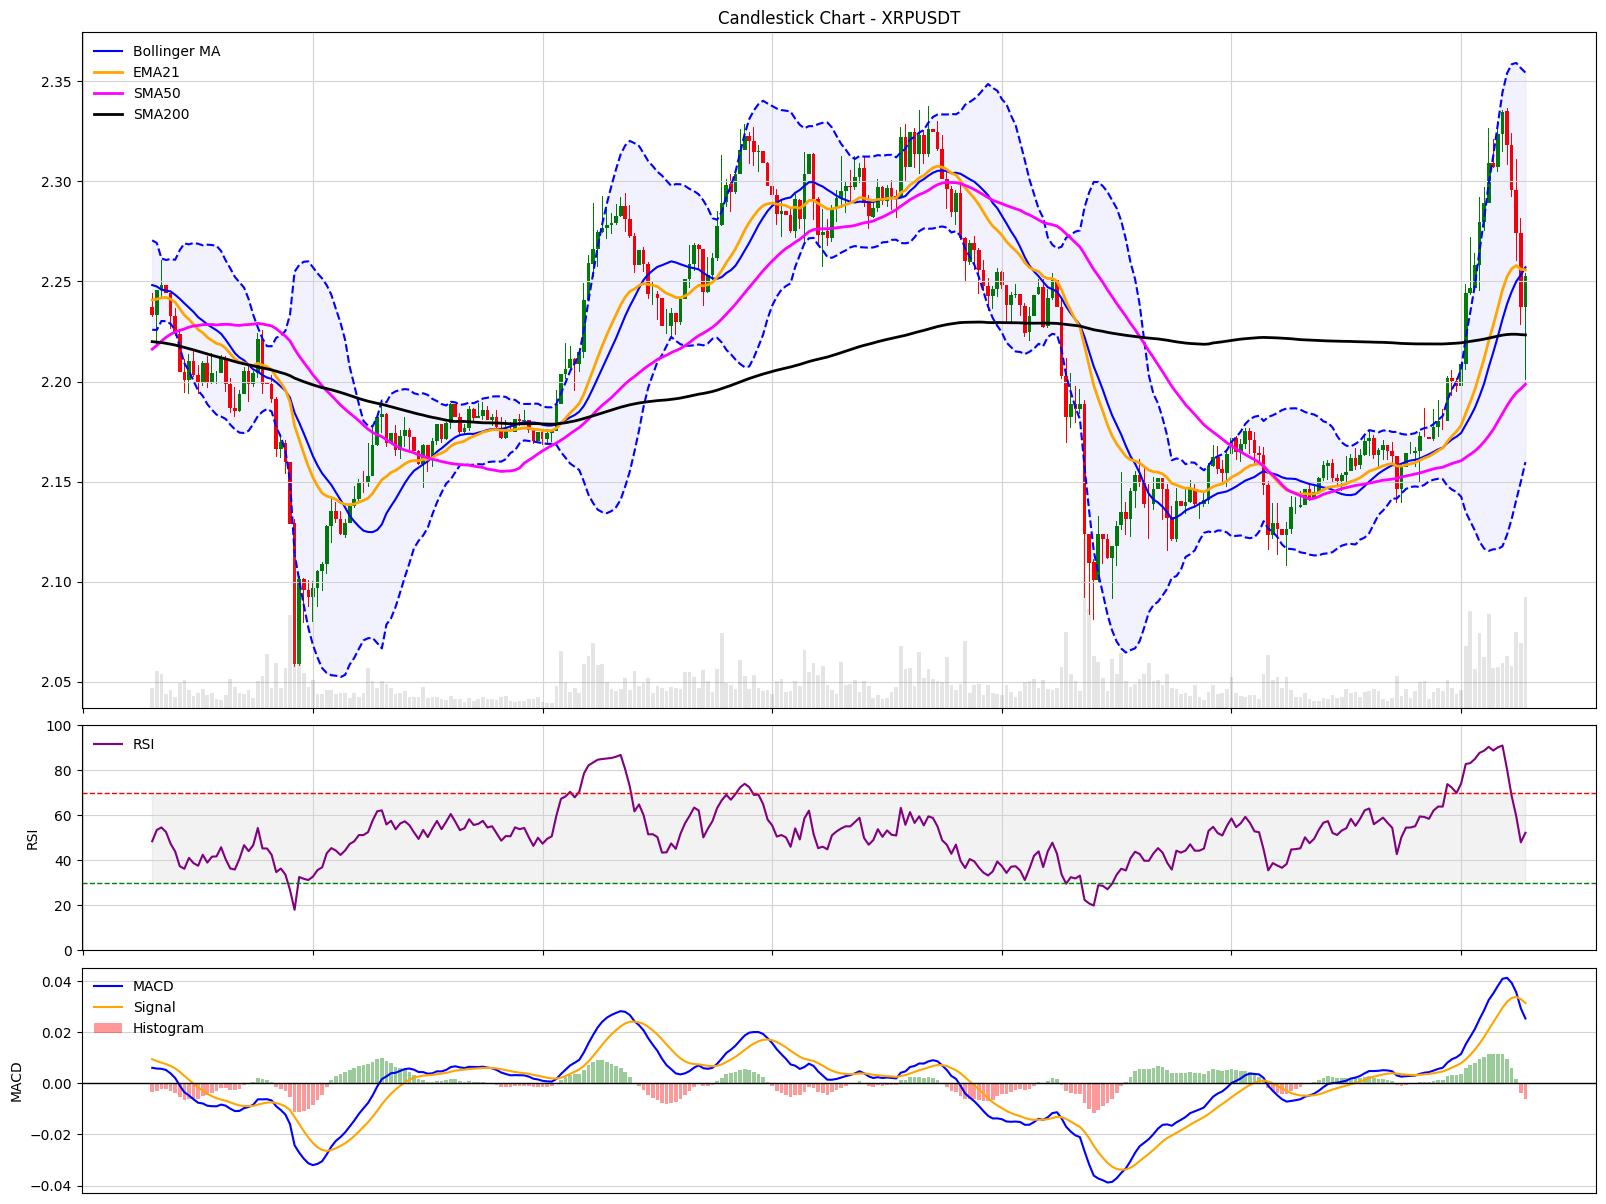 Candlestick Chart - XRPUSDT
Bollinger MA
EMA21
SMA50
SMA200
2.35
2.30
2.25
2.20
2.15
2.10
2.05
RSI
RSI
100
80
60
40
20
0
MACD
Signal
Histogram
MACD
0.04
0.02
0.00
−0.02
−0.04